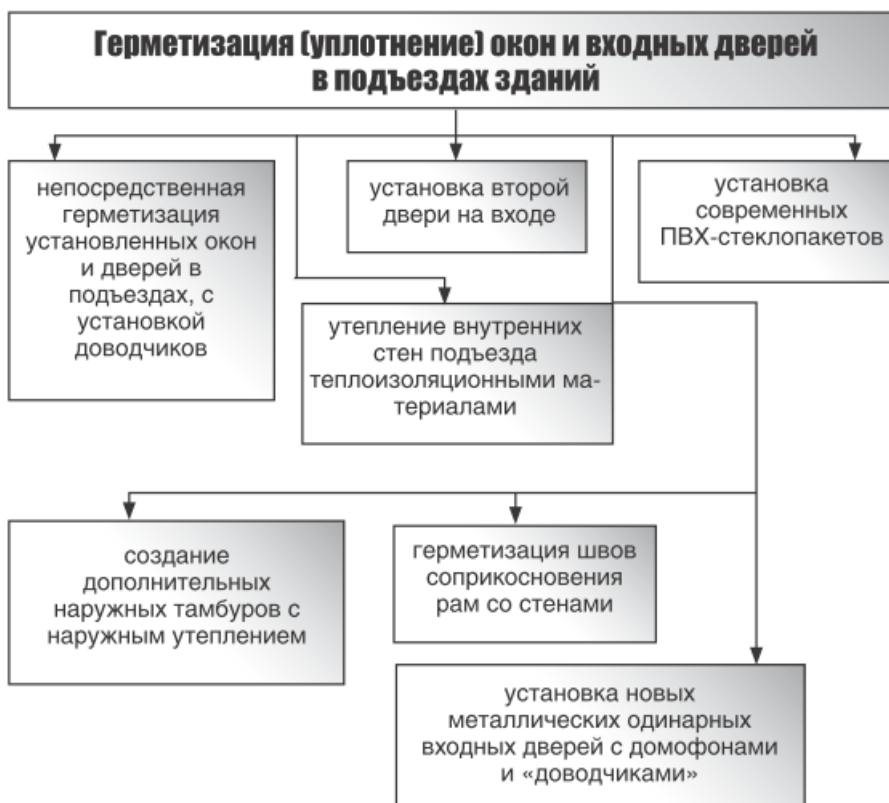 Герметизация (уплотнение) окон и входных дверей
в подъездах зданий
непосредственная
герметизация
установленных окон
и дверей в
подъездах, с
установкой
доводчиков
установка второй
двери на входе
установка
современных
ПВХ-стеклопакетов
утепление внутренних
стен подъезда
теплоизоляционными ма-
териалами
создание
дополнительных
наружных тамбуров с
наружным утеплением
герметизация швов
соприкосновения
рам со стенами
установка новых
металлических одинарных
входных дверей с домофонами
и «доводчиками»